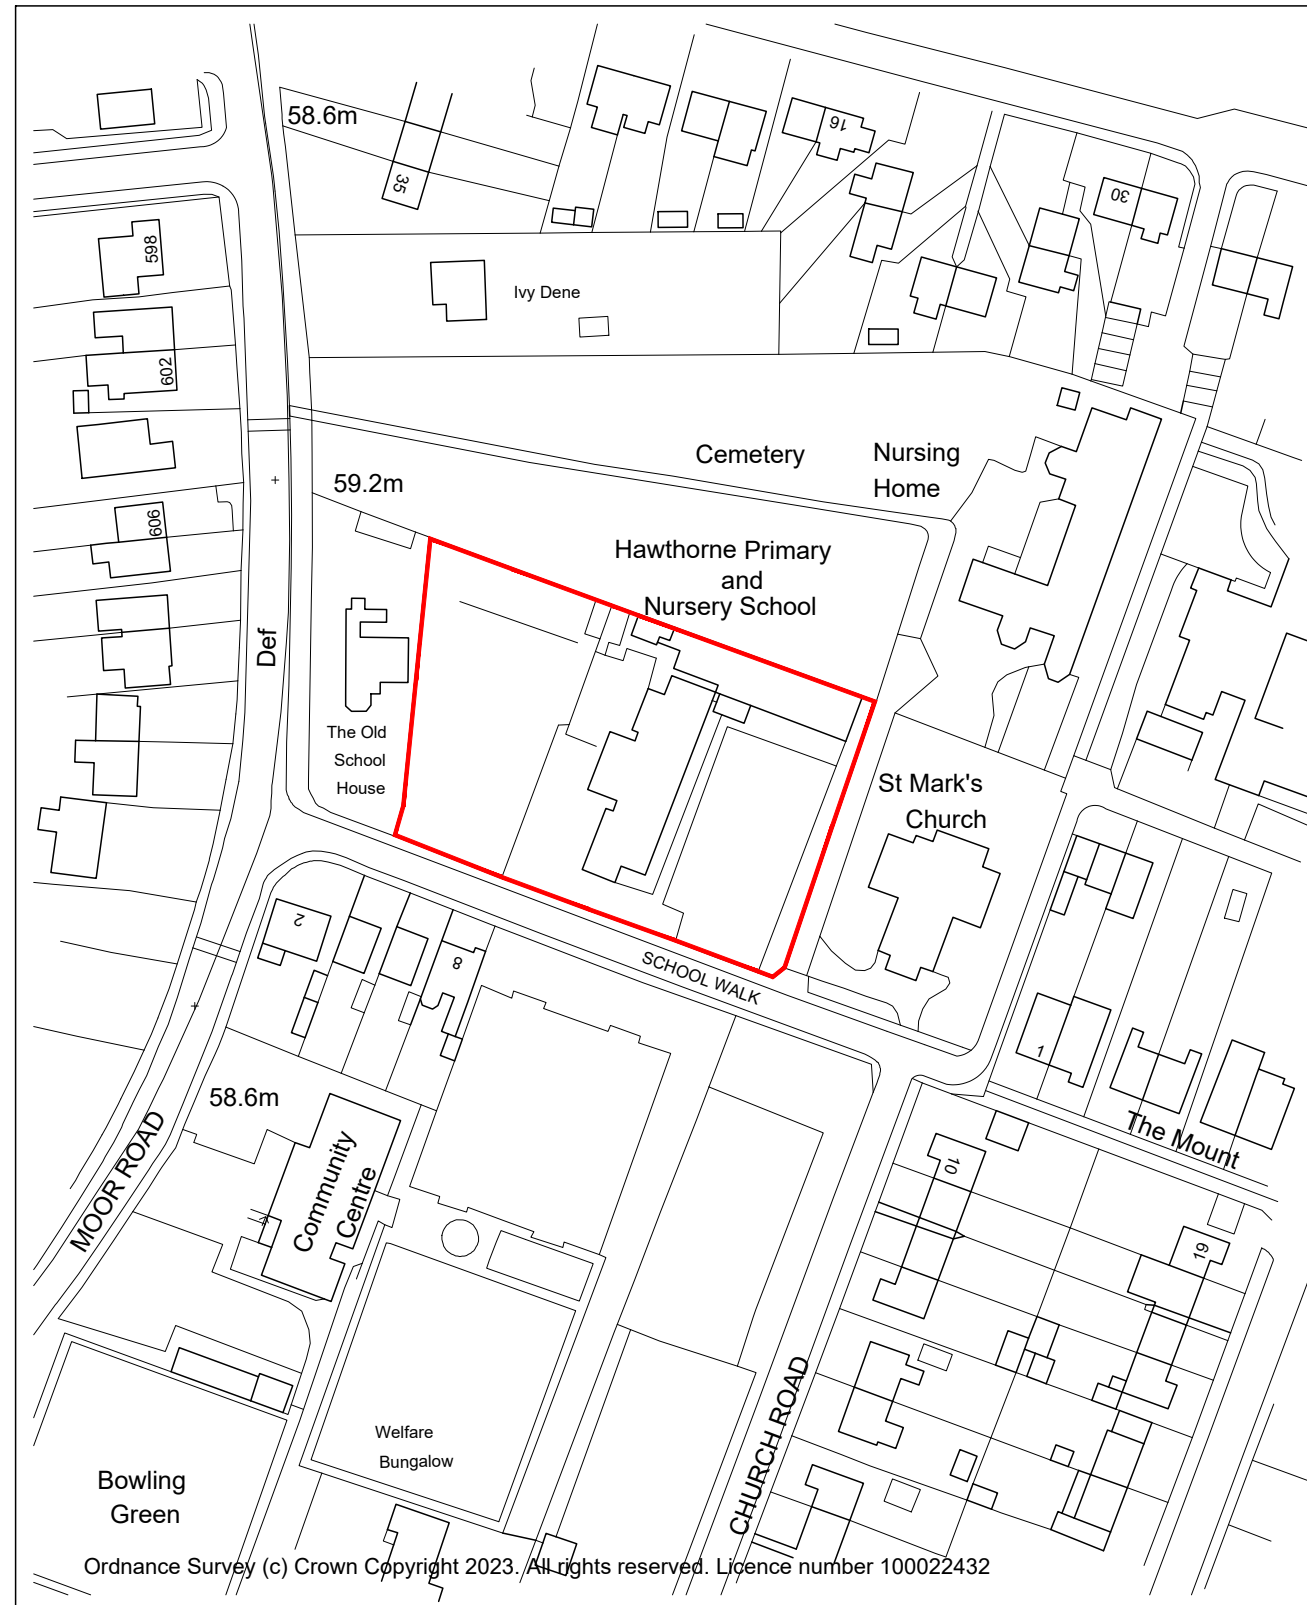 58.6m
16
35
30
598
Ivy Dene
602
Cemetery
Nursing
Home
59.2m
606
Hawthorne Primary
and
Nursery School
Def
The Old
School
House
St Mark's
Church
2
8
SCHOOL WALK
1
58.6m
The Mount
MOOR ROAD
Community
Centre
10
19
CHURCH ROAD
Welfare
Bungalow
Bowling
Green
Ordnance Survey (c) Crown Copyright 2023. All rights reserved. Licence number 100022432